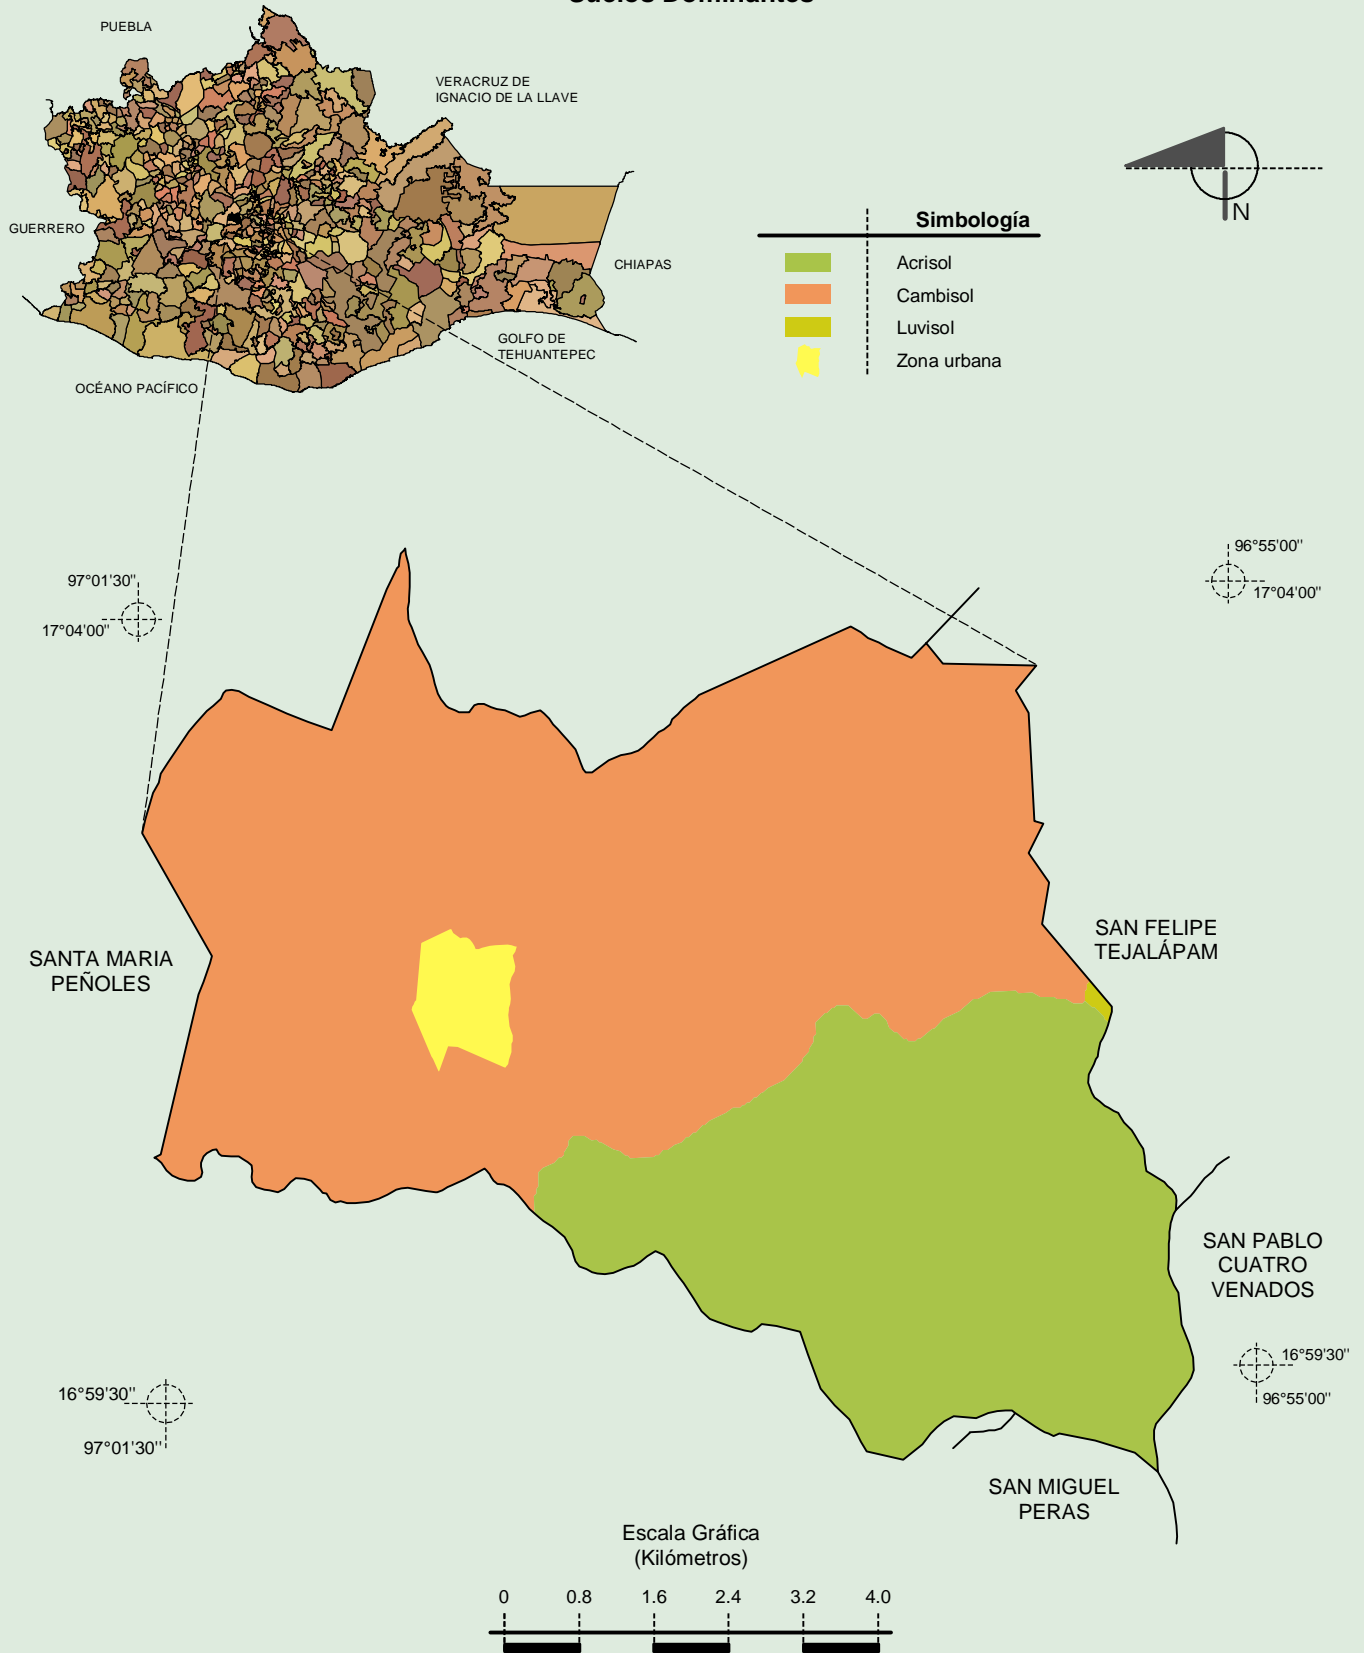 Suelos Dominantes
PUEBLA
VERACRUZ DE
IGNACIO DE LA LLAVE
GUERRERO
CHIAPAS
GOLFO DE
TEHUANTEPEC
OCÉANO PACÍFICO
N
Simbología
Acrisol
Cambisol
Luvisol
Zona urbana
97°01'30"
17°04'00"
96°55'00"
17°04'00"
SANTA MARIA
PEÑOLES
SAN FELIPE
TEJALÁPAM
SAN PABLO
CUATRO
VENADOS
16°59'30"
96°55'00"
16°59'30"
97°01'30"
SAN MIGUEL
PERAS
Escala Gráfica
(Kilómetros)
0 0.8 1.6 2.4 3.2 4.0